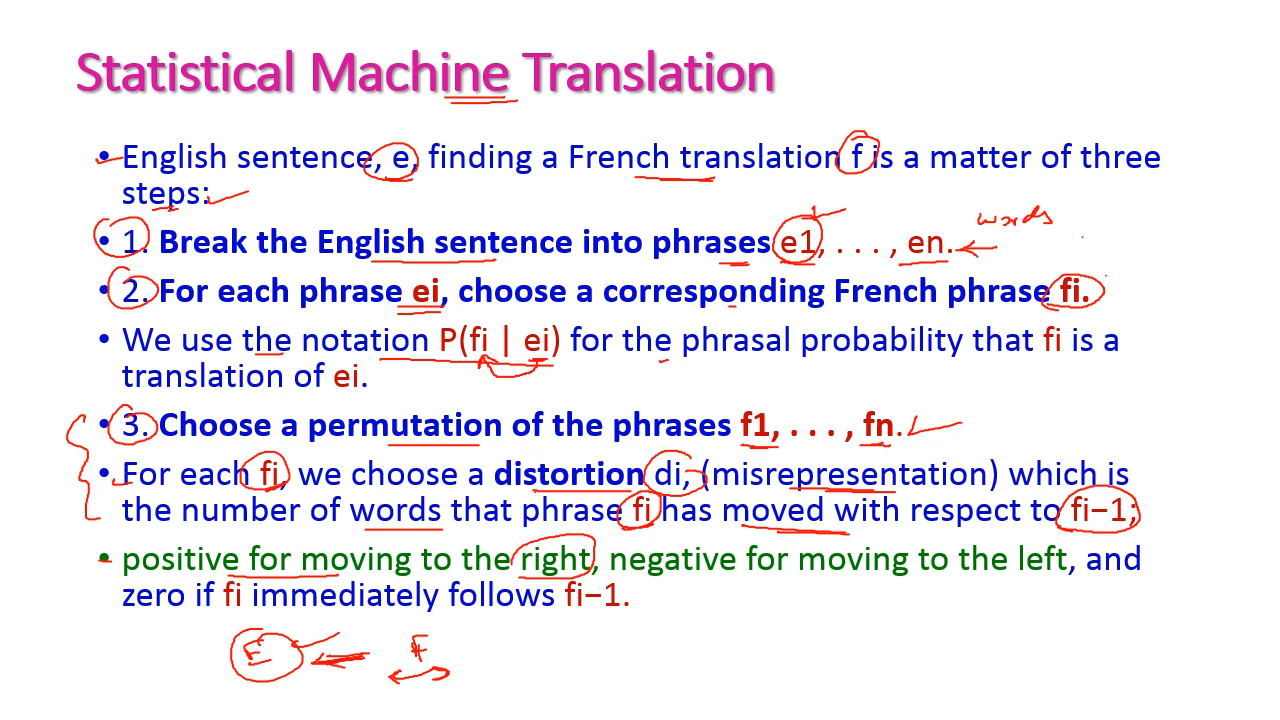 Statistical Machine Translation
• English sentence, e, finding a French translation f is a matter of three
steps:
words
• 1. Break the English sentence into phrases e1, . . . , en.
• 2. For each phrase ei, choose a corresponding French phrase fi.
• We use the notation P(fi | ei) for the phrasal probability that fi is a
translation of ei.
• 3. Choose a permutation of the phrases f1, . . . , fn.
• For each fi, we choose a distortion di, (misrepresentation) which is
the number of words that phrase fi has moved with respect to fi−1;
• positive for moving to the right, negative for moving to the left, and
zero if fi immediately follows fi−1.
E F